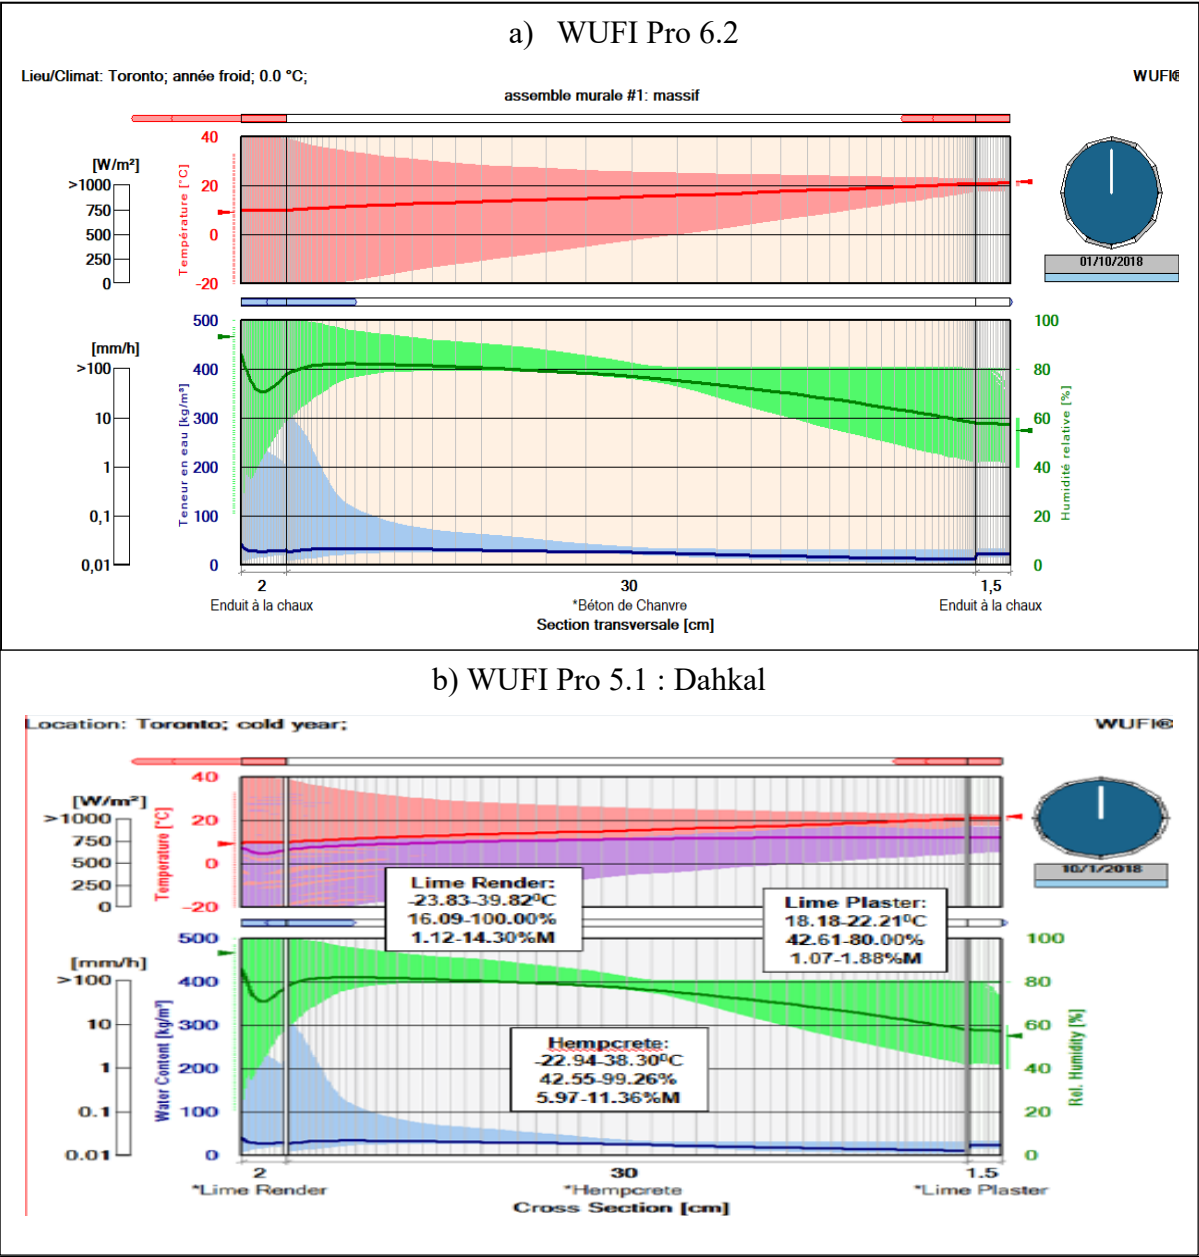 a) WUFI Pro 6.2
Lieu/Climat: Toronto; année froid; 0.0 °C;
WUFI®
assemble murale #1: massif
[W/m²]
>1000
750
500
250
0
Température [°C]
40
20
0
-20
01/10/2018
[mm/h]
>100
10
1
0,1
0,01
Teneur en eau [kg/m³]
500
400
300
200
100
0
100
80
60
40
20
0
Humidité relative [%]
2
30
1,5
Enduit à la chaux
*Béton de Chanvre
Enduit à la chaux
Section transversale [cm]
b) WUFI Pro 5.1 : Dahkal
Location: Toronto; cold year;
WUFI®
[W/m²]
>1000
750
500
250
0
Temperature [°C]
40
20
0
-20
10/1/2018
Lime Render:
-23.83-39.82⁰C
16.09-100.00%
1.12-14.30%M
Lime Plaster:
18.18-22.21⁰C
42.61-80.00%
1.07-1.88%M
[mm/h]
>100
10
1
0.1
0.01
Water Content [kg/m³]
500
400
300
200
100
0
Hempcrete:
-22.94-38.30⁰C
42.55-99.26%
5.97-11.36%M
100
80
60
40
20
0
Rel. Humidity [%]
2
30
1.5
*Lime Render
*Hempcrete
*Lime Plaster
Cross Section [cm]